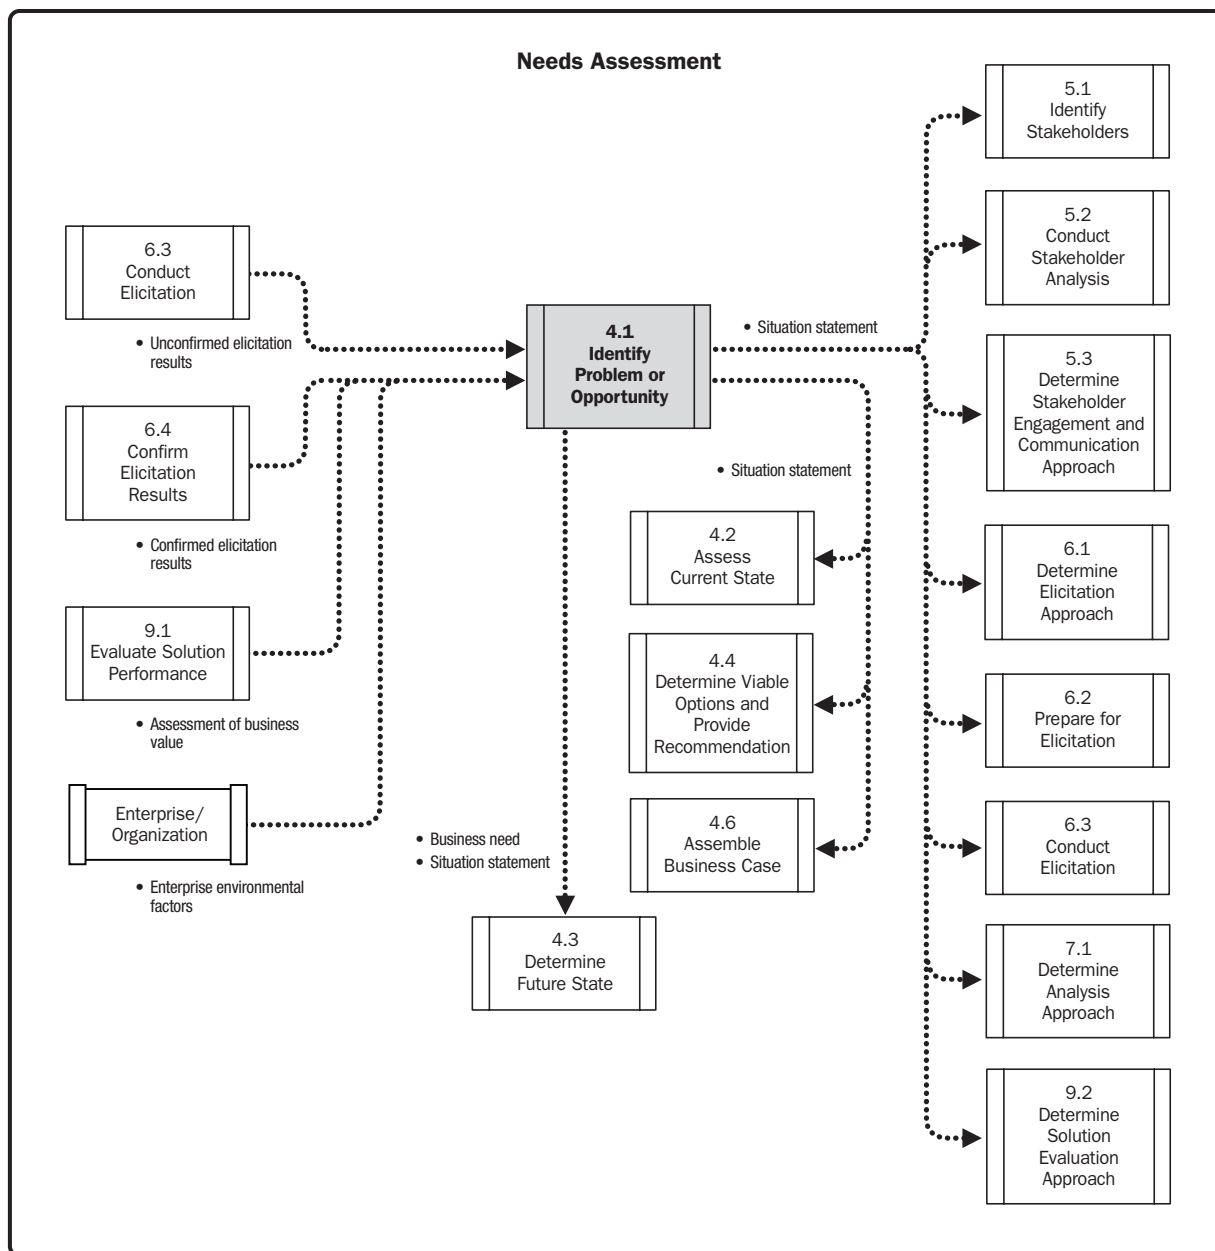 Needs Assessment
6.3
Conduct
Elicitation
• Unconfirmed elicitation
results
6.4
Confirm
Elicitation
Results
• Confirmed elicitation
results
9.1
Evaluate Solution
Performance
• Assessment of business
value
Enterprise/
Organization
• Enterprise environmental
factors
4.1
Identify
Problem or
Opportunity
• Situation statement
• Situation statement
4.2
Assess
Current State
4.4
Determine Viable
Options and
Provide
Recommendation
4.6
Assemble
Business Case
• Business need
• Situation statement
4.3
Determine
Future State
5.1
Identify
Stakeholders
5.2
Conduct
Stakeholder
Analysis
5.3
Determine
Stakeholder
Engagement and
Communication
Approach
6.1
Determine
Elicitation
Approach
6.2
Prepare for
Elicitation
6.3
Conduct
Elicitation
7.1
Determine
Analysis
Approach
9.2
Determine
Solution
Evaluation
Approach